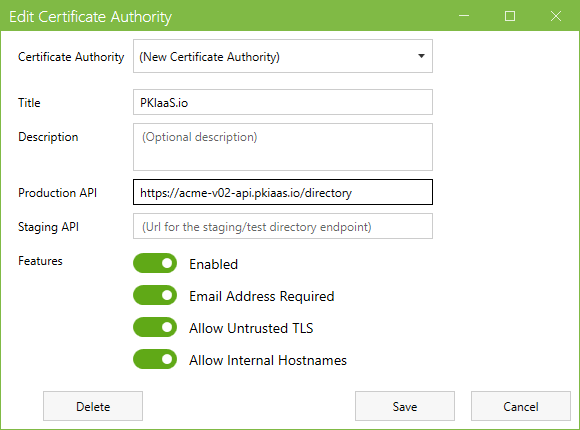 Edit Certificate Authority
Certificate Authority (New Certificate Authority)
Title PKIaaS.io
Description (Optional description)
Production API https://acme-v02-api.pkiaas.io/directory
Staging API (Url for the staging/test directory endpoint)
Features Enabled
Email Address Required
Allow Untrusted TLS
Allow Internal Hostnames
Delete Save Cancel